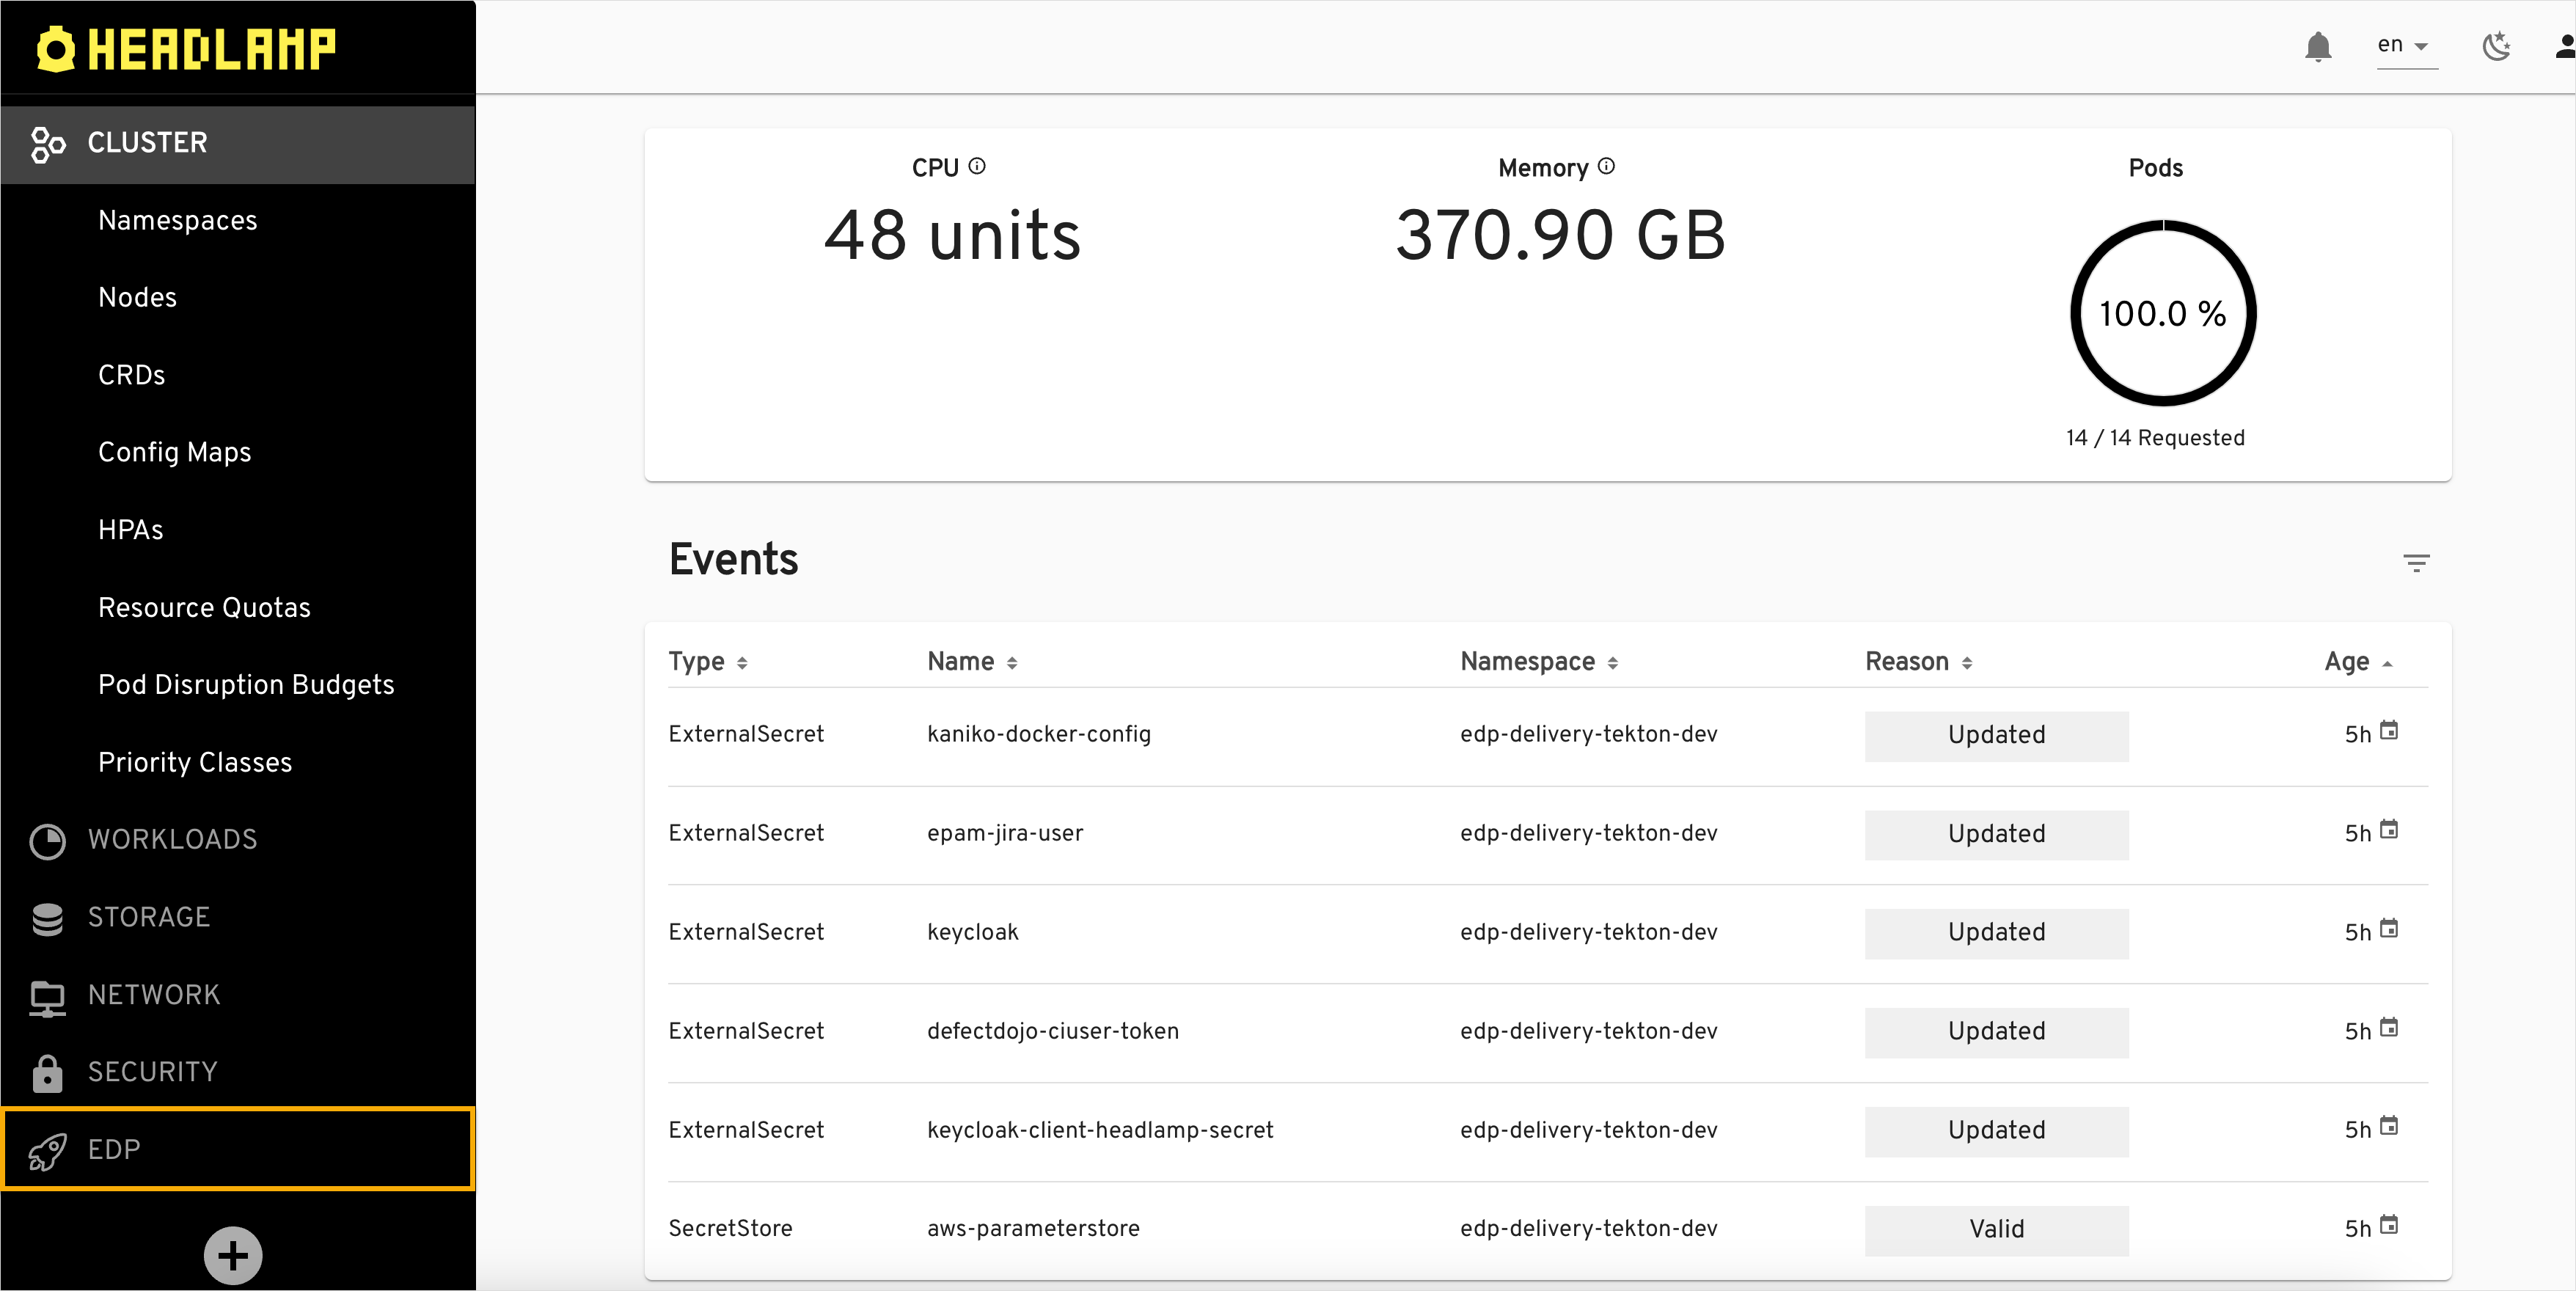 HEADLAMP
en
CLUSTER
Namespaces
Nodes
CRDs
Config Maps
HPAs
Resource Quotas
Pod Disruption Budgets
Priority Classes
WORKLOADS
STORAGE
NETWORK
SECURITY
EDP
CPU Memory Pods
48 units 370.90 GB
100.0 %
14 / 14 Requested
Events
Type Name Namespace Reason Age
ExternalSecret kaniko-docker-config edp-delivery-tekton-dev Updated 5h
ExternalSecret epam-jira-user edp-delivery-tekton-dev Updated 5h
ExternalSecret keycloak edp-delivery-tekton-dev Updated 5h
ExternalSecret defectdojo-ciuser-token edp-delivery-tekton-dev Updated 5h
ExternalSecret keycloak-client-headlamp-secret edp-delivery-tekton-dev Updated 5h
SecretStore aws-parameterstore edp-delivery-tekton-dev Valid 5h